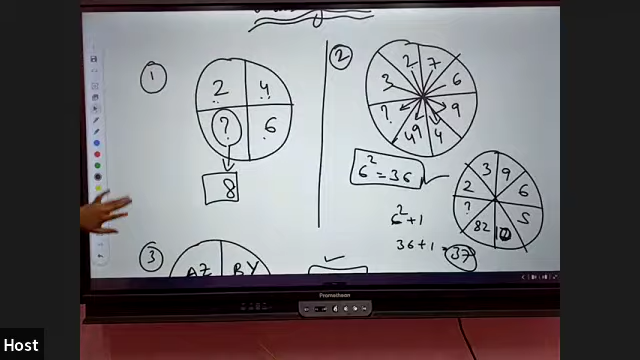 ①
2 4
? 6
8
②
2 7
3 6
? 9
49 4
6² = 36
6² + 1
36 + 1 = 37
3 9
2 6
? 5
82
③
AZ BY
Promethean
Host